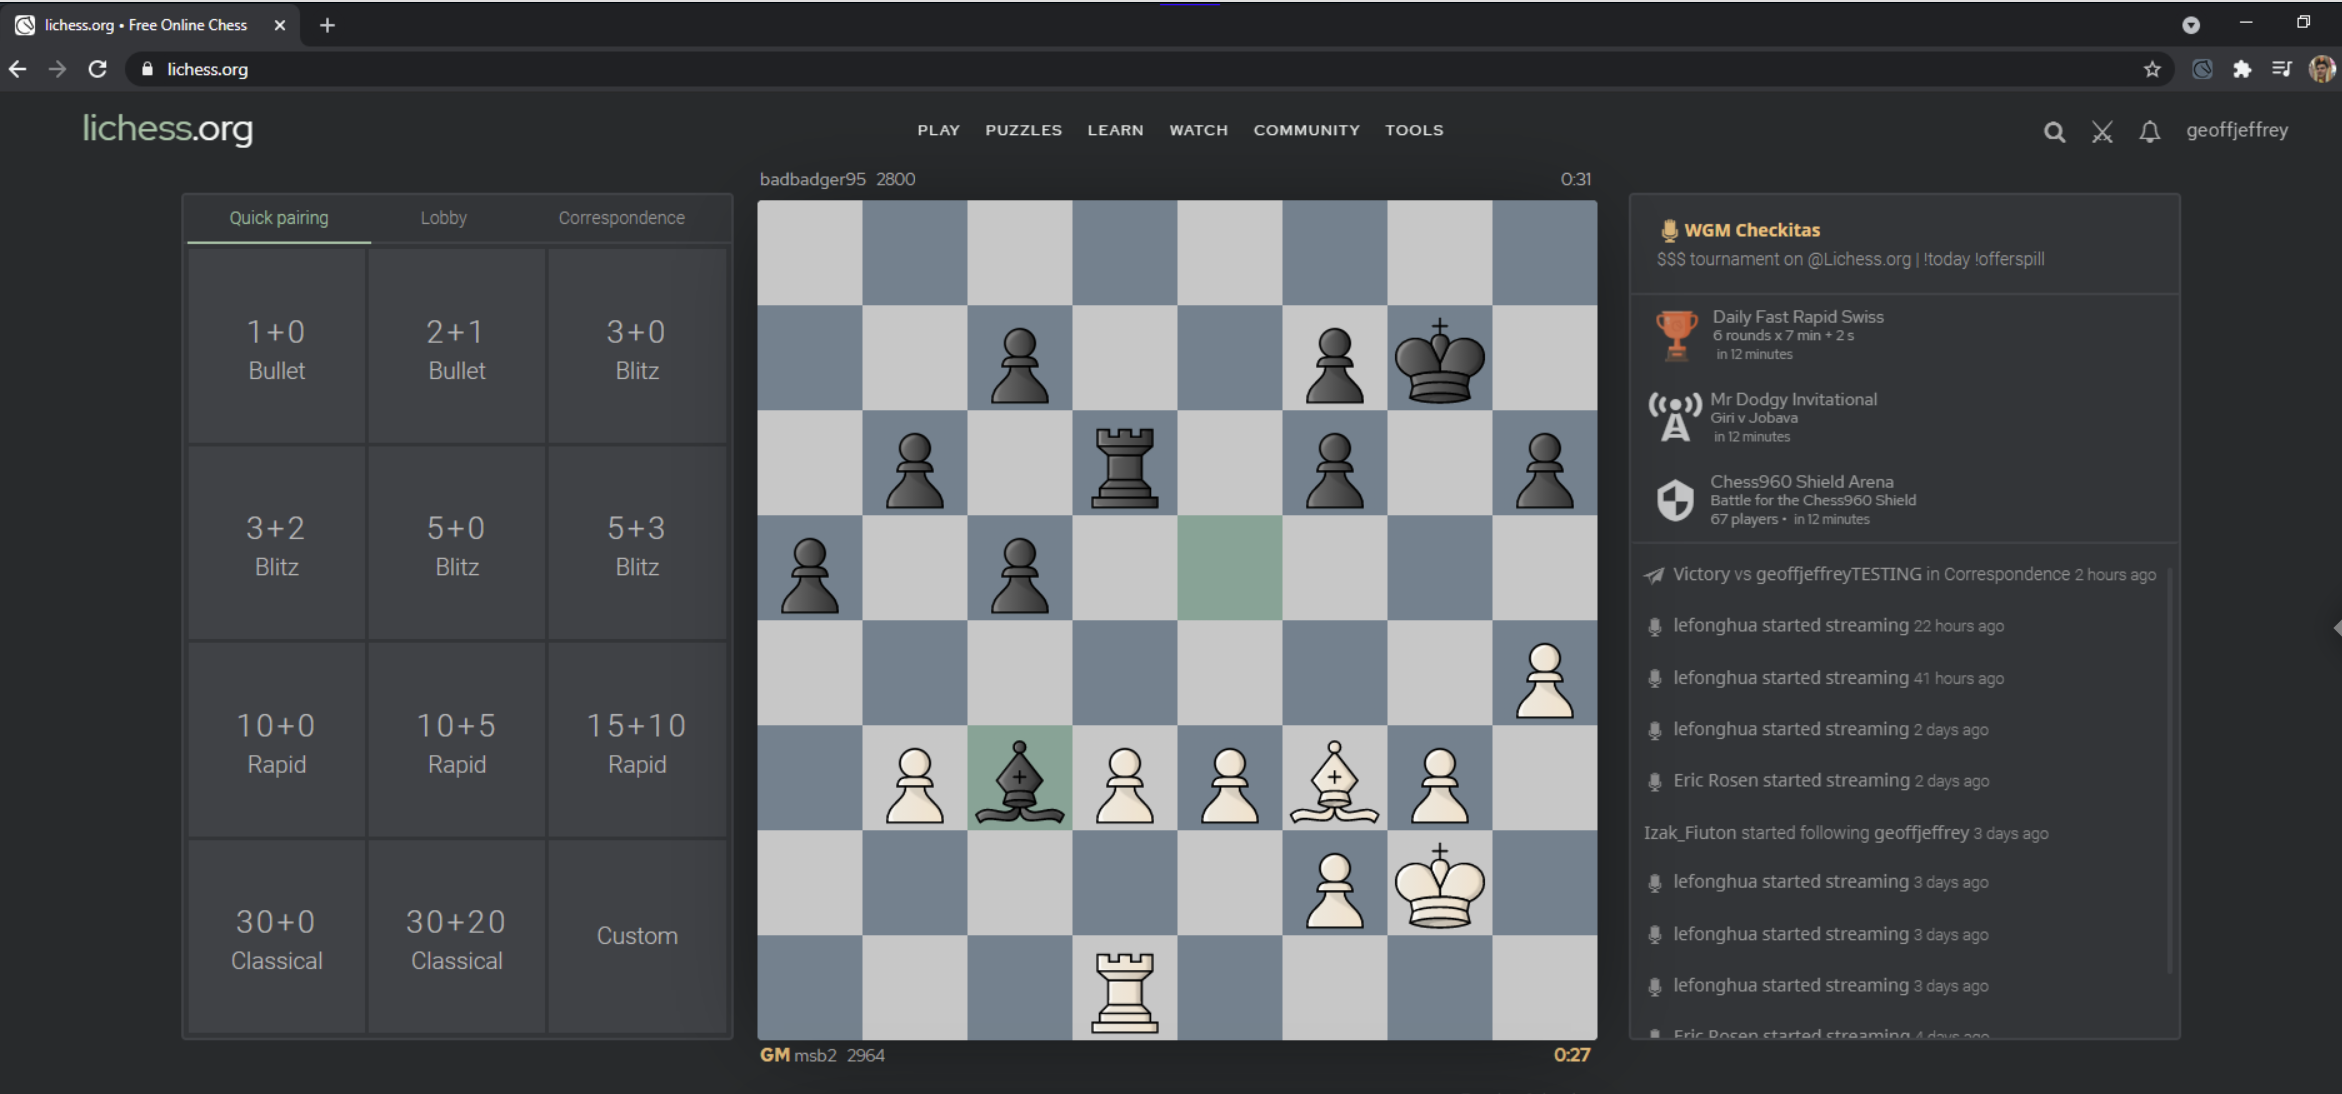 lichess.org • Free Online Chess
lichess.org
lichess.org
PLAY PUZZLES LEARN WATCH COMMUNITY TOOLS
geoffjeffrey
Quick pairing Lobby Correspondence
1+0
Bullet
2+1
Bullet
3+0
Blitz
3+2
Blitz
5+0
Blitz
5+3
Blitz
10+0
Rapid
10+5
Rapid
15+10
Rapid
30+0
Classical
30+20
Classical
Custom
badbadger95 2800 0:31
GM msb2 2964 0:27
WGM Checkitas
$$$ tournament on @Lichess.org | !today !offerspill
Daily Fast Rapid Swiss
6 rounds x 7 min + 2 s
in 12 minutes
Mr Dodgy Invitational
Giri v Jobava
in 12 minutes
Chess960 Shield Arena
Battle for the Chess960 Shield
67 players • in 12 minutes
Victory vs geoffjeffreyTESTING in Correspondence 2 hours ago
lefonghua started streaming 22 hours ago
lefonghua started streaming 41 hours ago
lefonghua started streaming 2 days ago
Eric Rosen started streaming 2 days ago
Izak_Fiuton started following geoffjeffrey 3 days ago
lefonghua started streaming 3 days ago
lefonghua started streaming 3 days ago
lefonghua started streaming 3 days ago
Eric Rosen started streaming 4 days ago